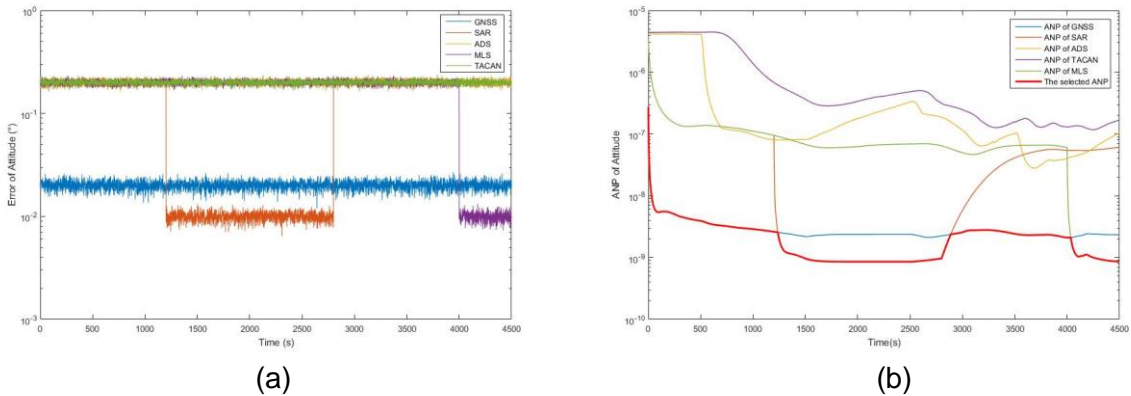 GNSS
SAR
ADS
MLS
TACAN
10^0
10^-1
10^-2
10^-3
Error of Attitude (°)
0 500 1000 1500 2000 2500 3000 3500 4000 4500
Time (s)
(a)
ANP of GNSS
ANP of SAR
ANP of ADS
ANP of TACAN
ANP of MLS
The selected ANP
10^-5
10^-6
10^-7
10^-8
10^-9
10^-10
ANP of Attitude
0 500 1000 1500 2000 2500 3000 3500 4000 4500
Time(s)
(b)